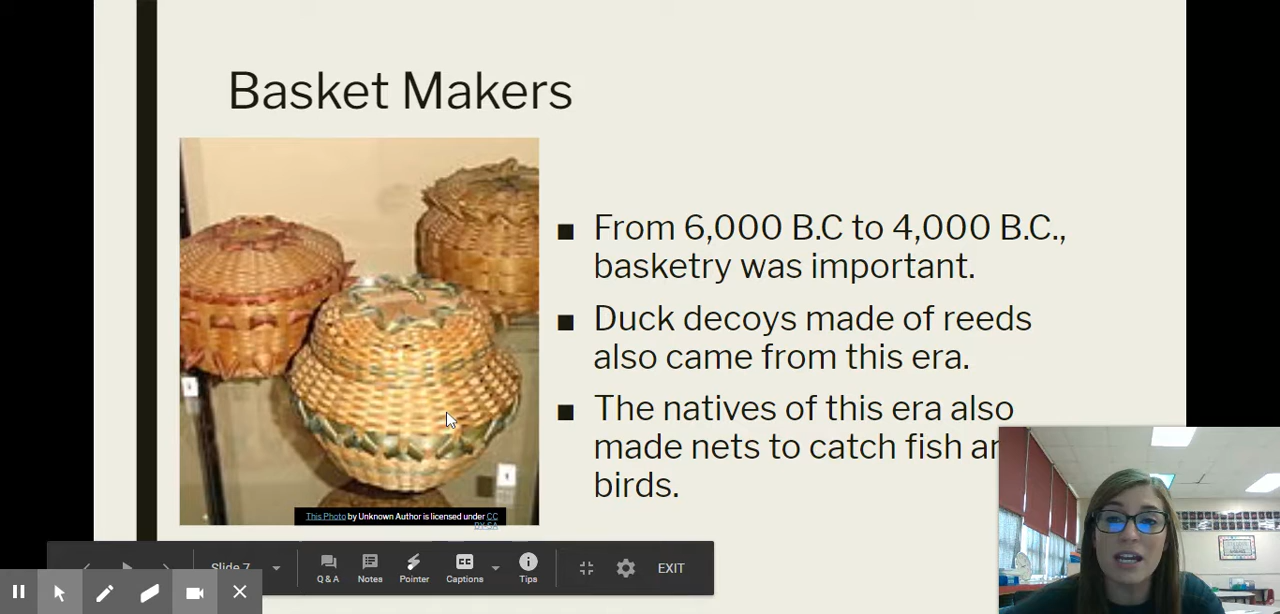 Basket Makers
■ From 6,000 B.C to 4,000 B.C.,
basketry was important.
■ Duck decoys made of reeds
also came from this era.
■ The natives of this era also
made nets to catch fish
birds.
This Photo by Unknown Author is licensed under CC
BY-SA
Slide 7
Q & A
Notes
Pointer
CC
Captions
Tips
EXIT